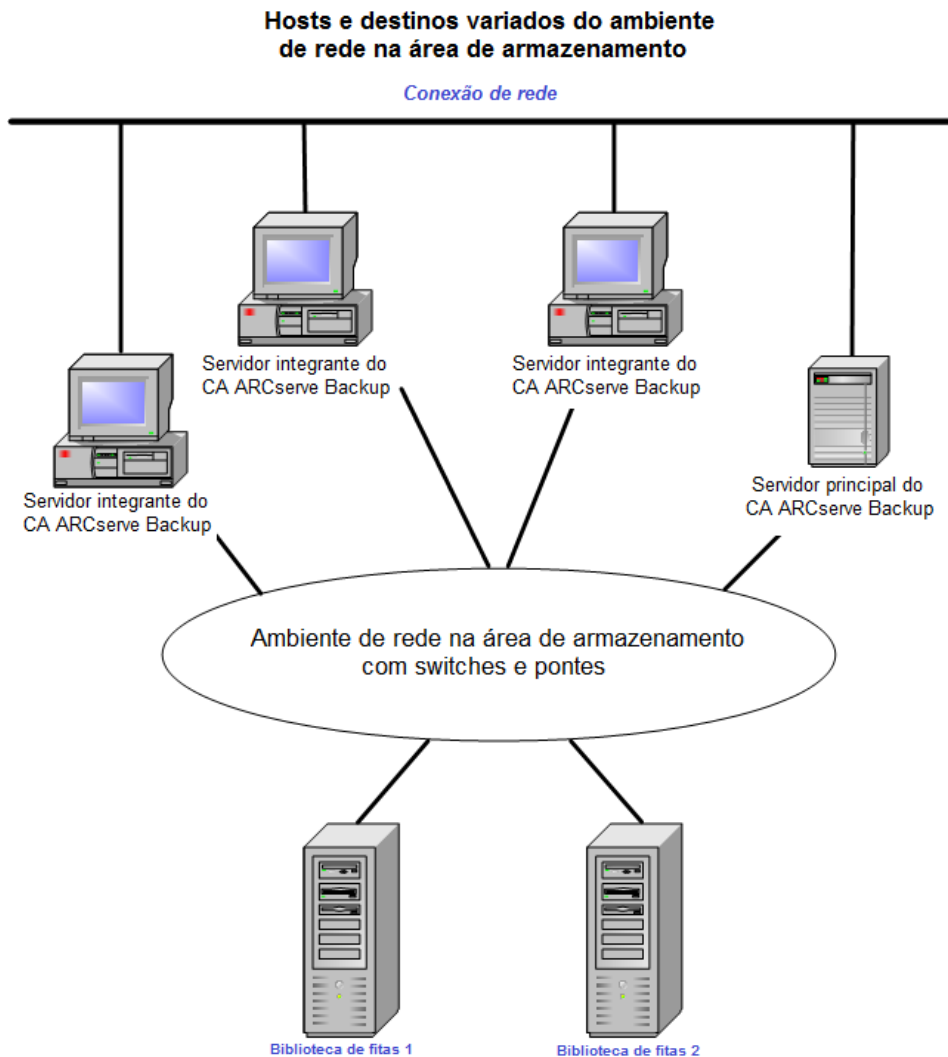 Hosts e destinos variados do ambiente
de rede na área de armazenamento
Conexão de rede
Servidor integrante do
CA ARCserve Backup
Servidor integrante do
CA ARCserve Backup
Servidor integrante do
CA ARCserve Backup
Servidor principal do
CA ARCserve Backup
Ambiente de rede na área de armazenamento
com switches e pontes
Biblioteca de fitas 1
Biblioteca de fitas 2